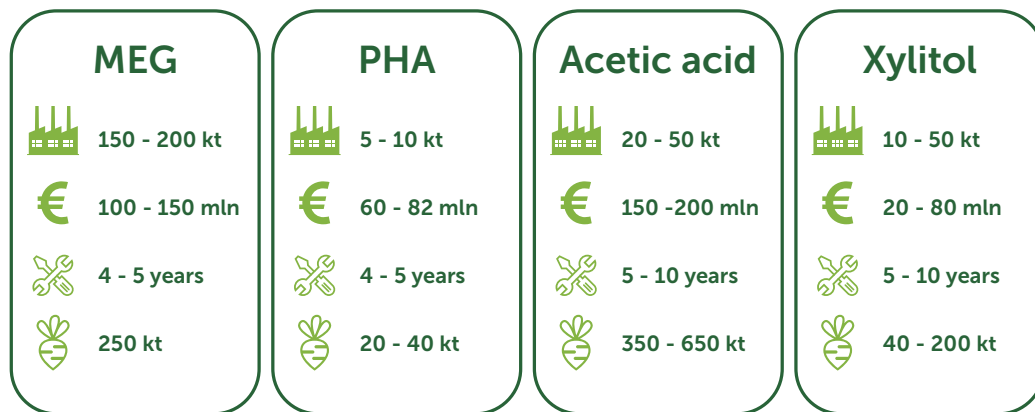 MEG
150 - 200 kt
100 - 150 mln
4 - 5 years
250 kt
PHA
5 - 10 kt
60 - 82 mln
4 - 5 years
20 - 40 kt
Acetic acid
20 - 50 kt
150 -200 mln
5 - 10 years
350 - 650 kt
Xylitol
10 - 50 kt
20 - 80 mln
5 - 10 years
40 - 200 kt